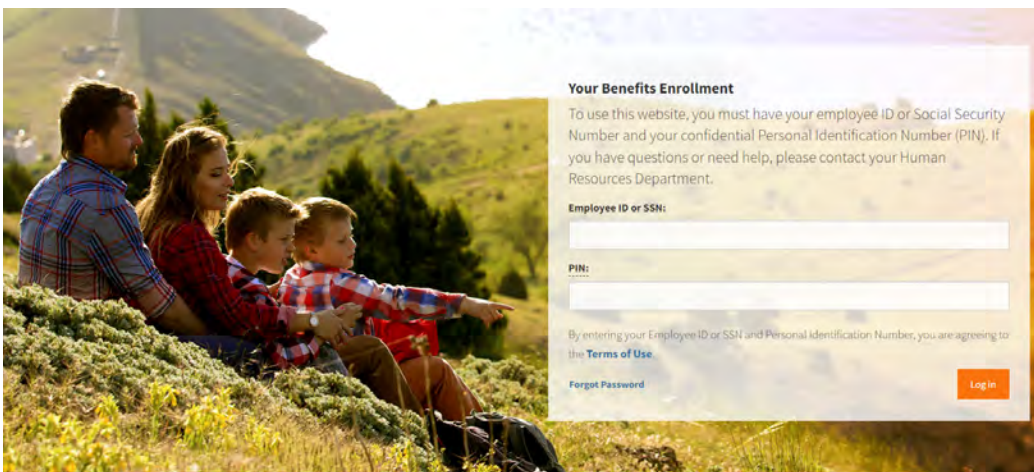 Your Benefits Enrollment
To use this website, you must have your employee ID or Social Security
Number and your confidential Personal Identification Number (PIN). If
you have questions or need help, please contact your Human
Resources Department.
Employee ID or SSN:
PIN:
By entering your Employee ID or SSN and Personal Identification Number, you are agreeing to
the Terms of Use.
Forgot Password
Log in